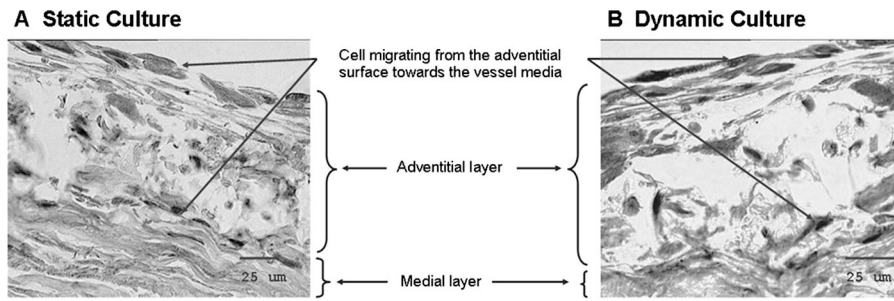 A Static Culture
B Dynamic Culture
Cell migrating from the adventitial
surface towards the vessel media
Adventitial layer
Medial layer
25 um
25 um